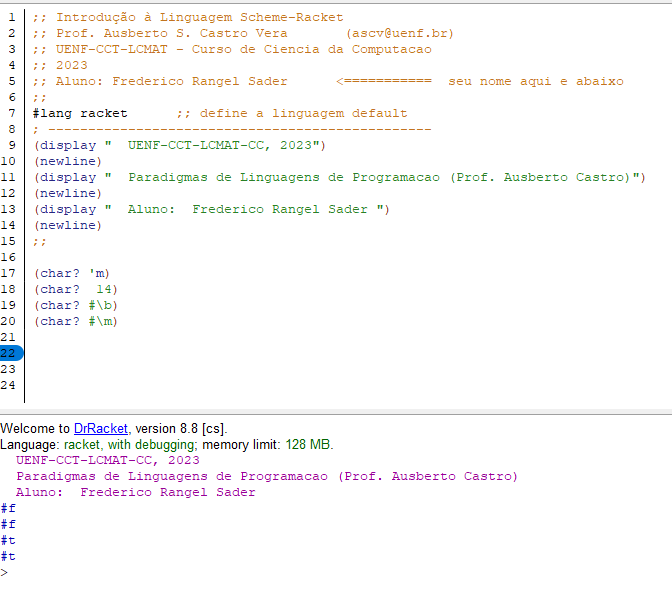 1 ;; Introdução à Linguagem Scheme-Racket
2 ;; Prof. Ausberto S. Castro Vera       (ascv@uenf.br)
3 ;; UENF-CCT-LCMAT - Curso de Ciencia da Computacao
4 ;; 2023
5 ;; Aluno: Frederico Rangel Sader      <===========  seu nome aqui e abaixo
6 ;;
7 #lang racket      ;; define a linguagem default
8 ; ------------------------------------------------
9 (display "  UENF-CCT-LCMAT-CC, 2023")
10 (newline)
11 (display "  Paradigmas de Linguagens de Programacao (Prof. Ausberto Castro)")
12 (newline)
13 (display "  Aluno:  Frederico Rangel Sader ")
14 (newline)
15 ;;
16
17 (char? 'm)
18 (char?  14)
19 (char? #\b)
20 (char? #\m)
21
22
23
24
Welcome to DrRacket, version 8.8 [cs].
Language: racket, with debugging; memory limit: 128 MB.
  UENF-CCT-LCMAT-CC, 2023
  Paradigmas de Linguagens de Programacao (Prof. Ausberto Castro)
  Aluno:  Frederico Rangel Sader
#f
#f
#t
#t
>